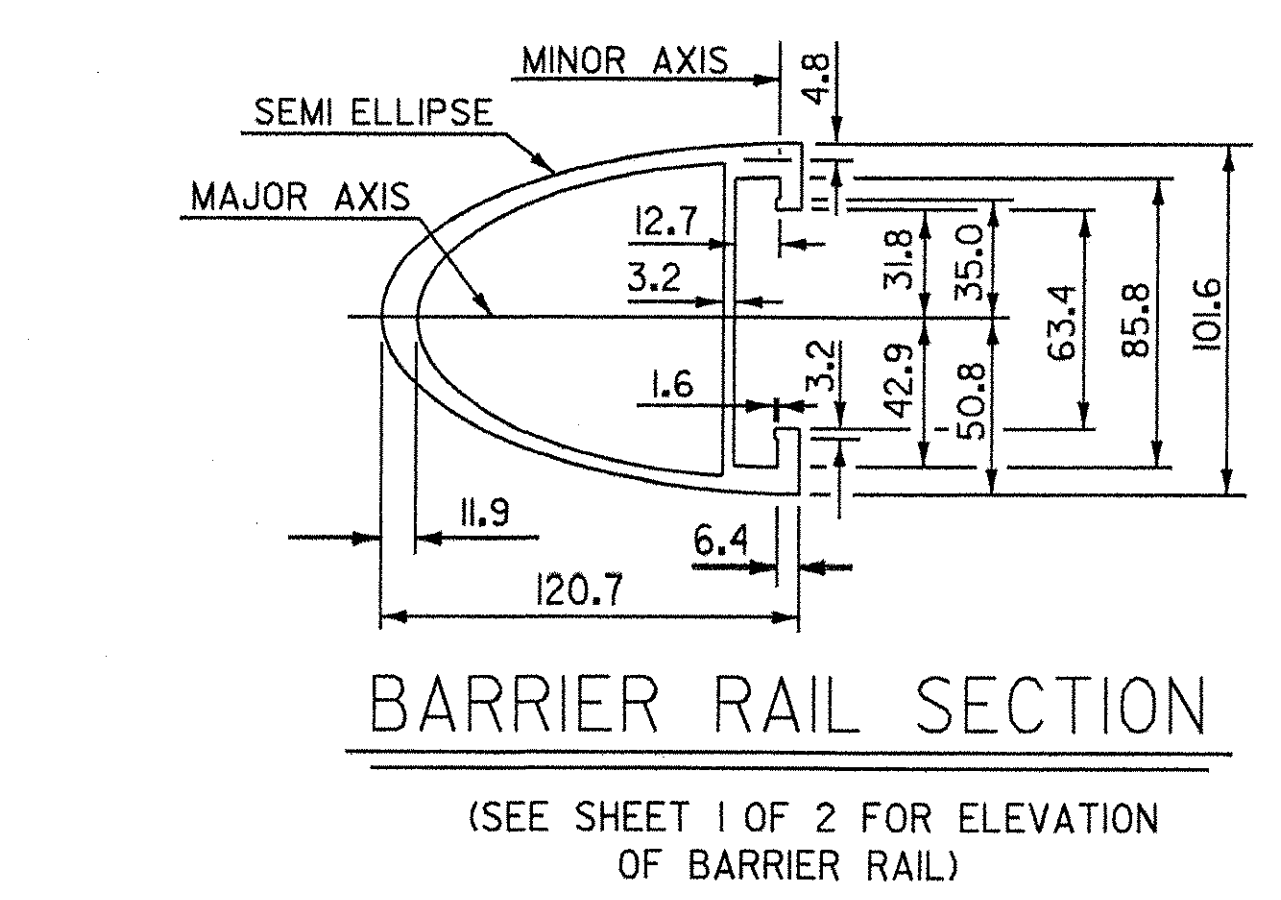 MINOR AXIS
4.8
SEMI ELLIPSE
MAJOR AXIS
12.7
31.8
35.0
3.2
63.4
85.8
101.6
1.6
3.2
42.9
50.8
11.9
6.4
120.7
BARRIER RAIL SECTION
(SEE SHEET 1 OF 2 FOR ELEVATION
OF BARRIER RAIL)